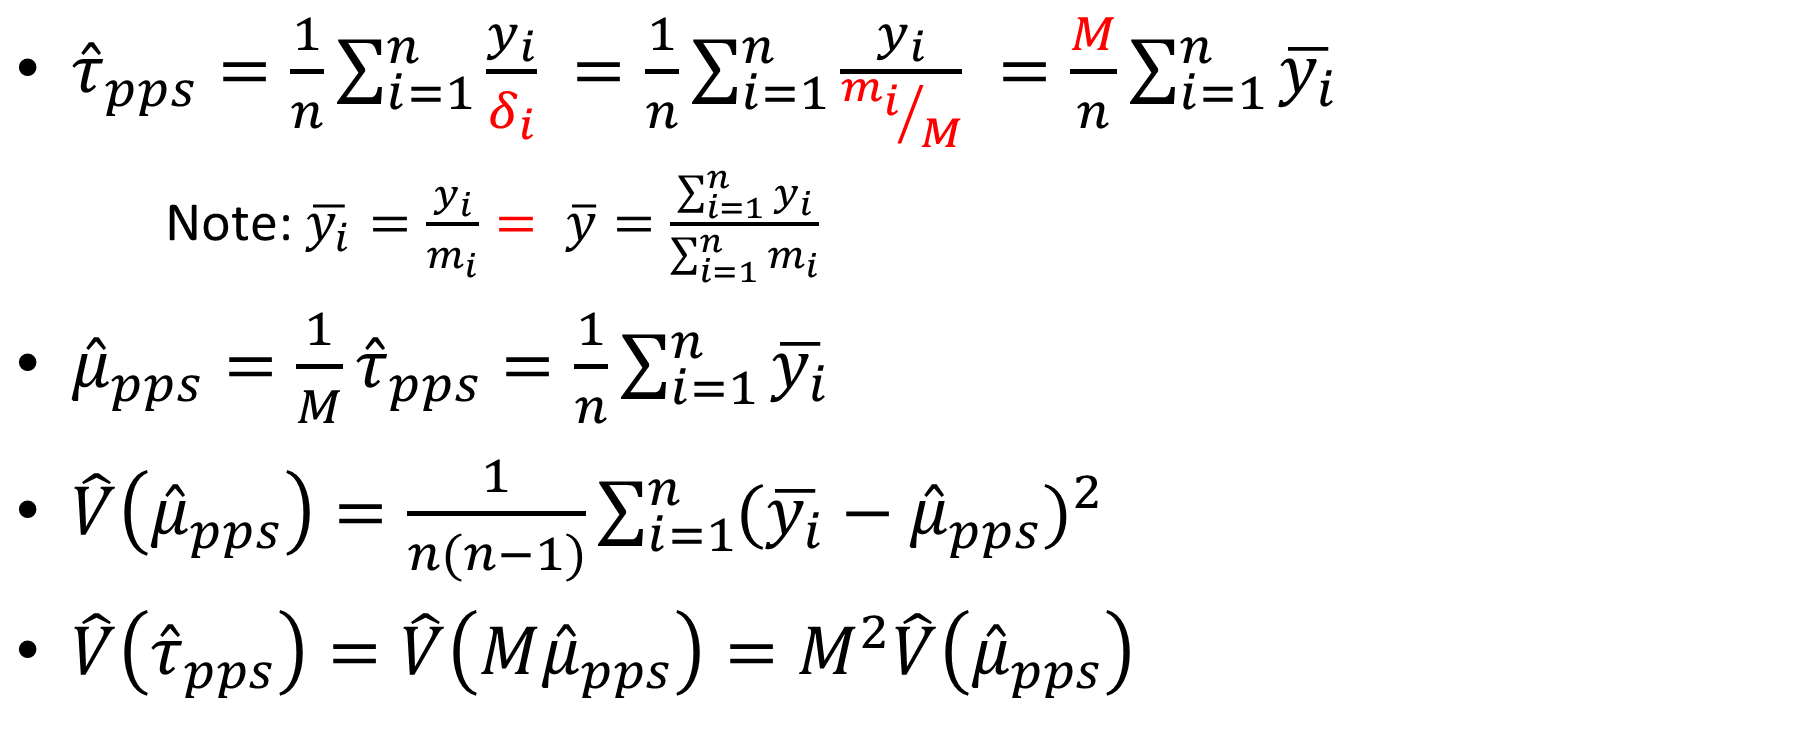 • τ̂_pps = 1/n ∑_{i=1}^{n} y_i/δ_i = 1/n ∑_{i=1}^{n} y_i/(m_i/M) = M/n ∑_{i=1}^{n} ȳ_i
Note: ȳ_i = y_i/m_i = ȳ = ∑_{i=1}^{n} y_i / ∑_{i=1}^{n} m_i
• μ̂_pps = 1/M τ̂_pps = 1/n ∑_{i=1}^{n} ȳ_i
• V̂(μ̂_pps) = 1/(n(n−1)) ∑_{i=1}^{n} (ȳ_i − μ̂_pps)²
• V̂(τ̂_pps) = V̂(Mμ̂_pps) = M²V̂(μ̂_pps)